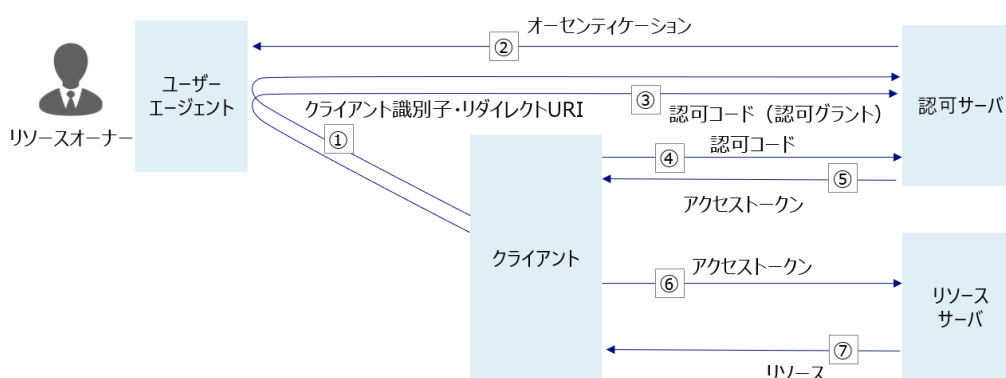 オーセンティケーション
②
ユーザー
エージェント
リソースオーナー
クライアント識別子・リダイレクトURI
①
③
認可コード（認可グラント）
認可サーバ
④
認可コード
⑤
アクセストークン
クライアント
アクセストークン
⑥
リソース
サーバ
⑦
リソース